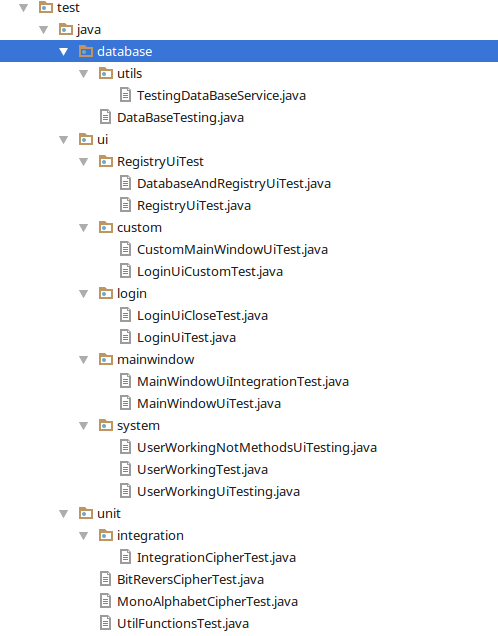 test
java
database
utils
TestingDataBaseService.java
DataBaseTesting.java
ui
RegistryUiTest
DatabaseAndRegistryUiTest.java
RegistryUiTest.java
custom
CustomMainWindowUiTest.java
LoginUiCustomTest.java
login
LoginUiCloseTest.java
LoginUiTest.java
mainwindow
MainWindowUiIntegrationTest.java
MainWindowUiTest.java
system
UserWorkingNotMethodsUiTesting.java
UserWorkingTest.java
UserWorkingUiTesting.java
unit
integration
IntegrationCipherTest.java
BitReversCipherTest.java
MonoAlphabetCipherTest.java
UtilFunctionsTest.java